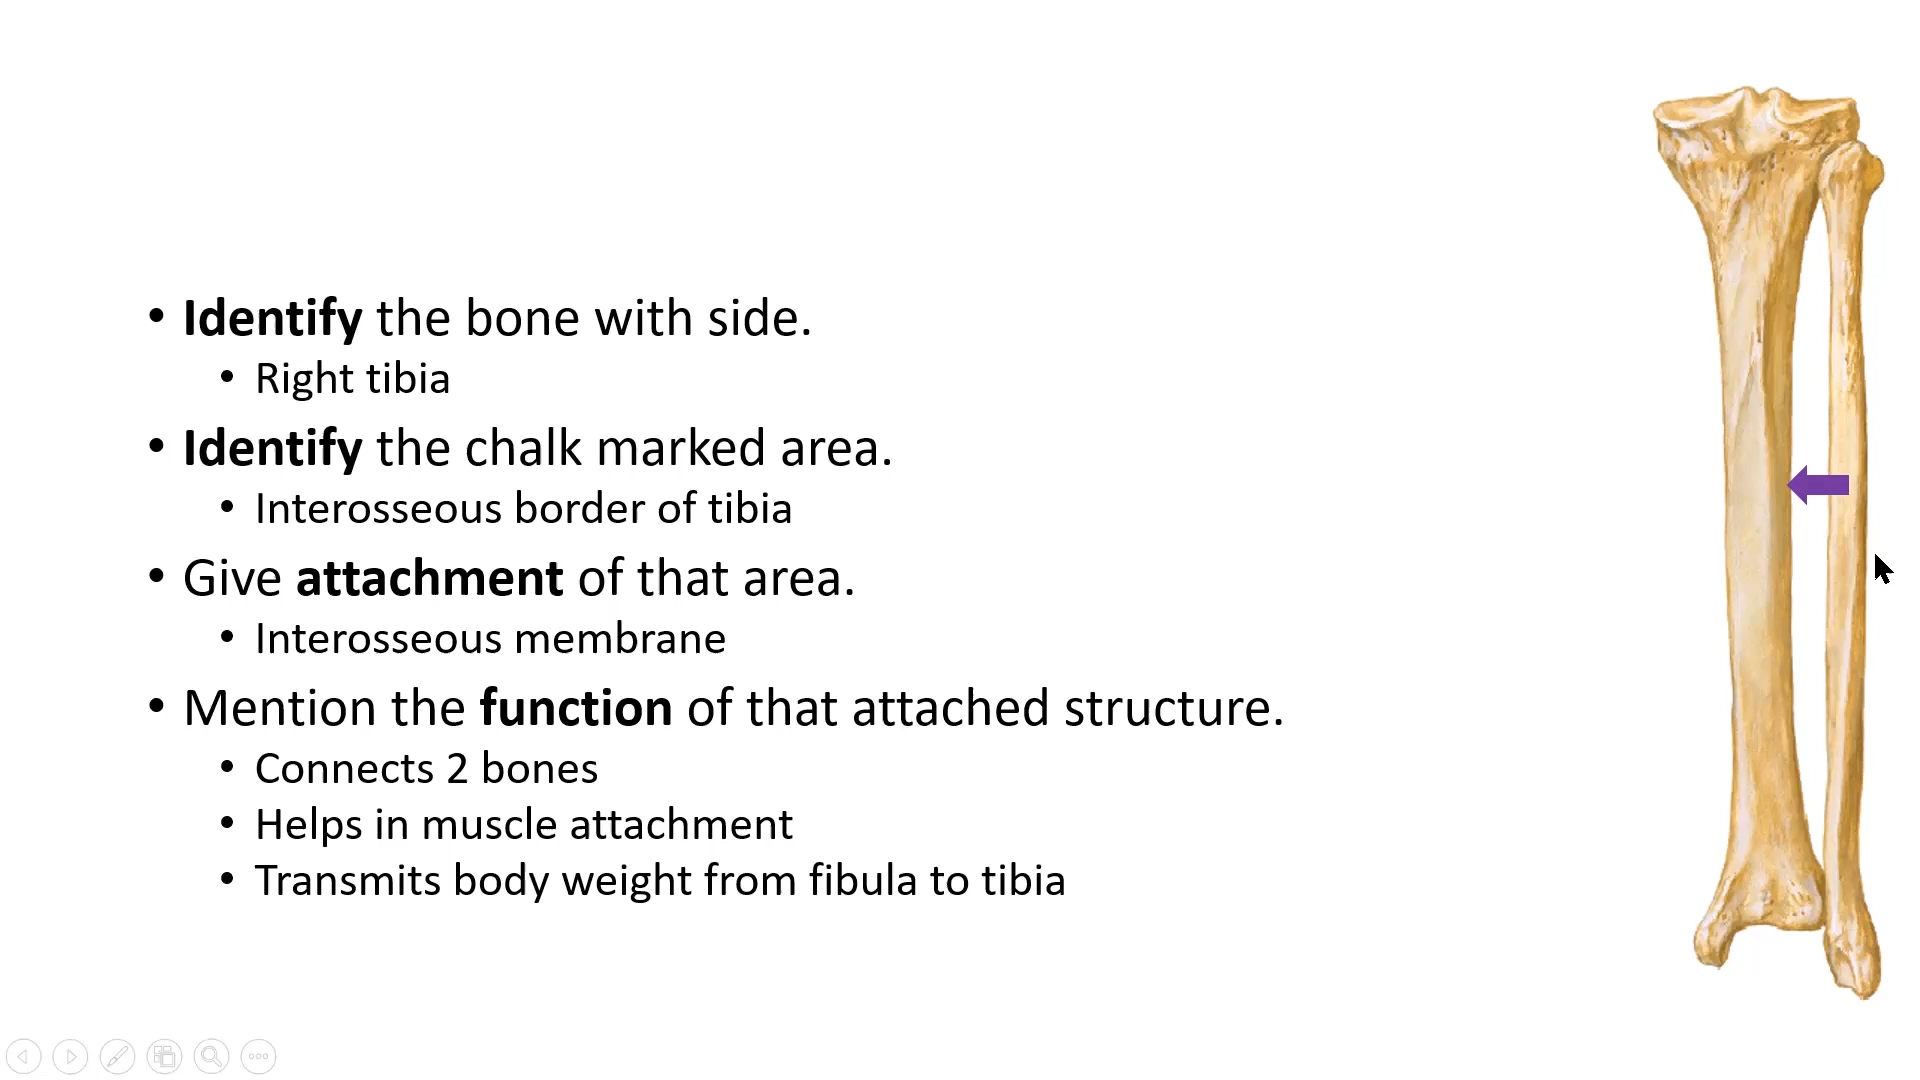 • Identify the bone with side.
• Right tibia
• Identify the chalk marked area.
• Interosseous border of tibia
• Give attachment of that area.
• Interosseous membrane
• Mention the function of that attached structure.
• Connects 2 bones
• Helps in muscle attachment
• Transmits body weight from fibula to tibia